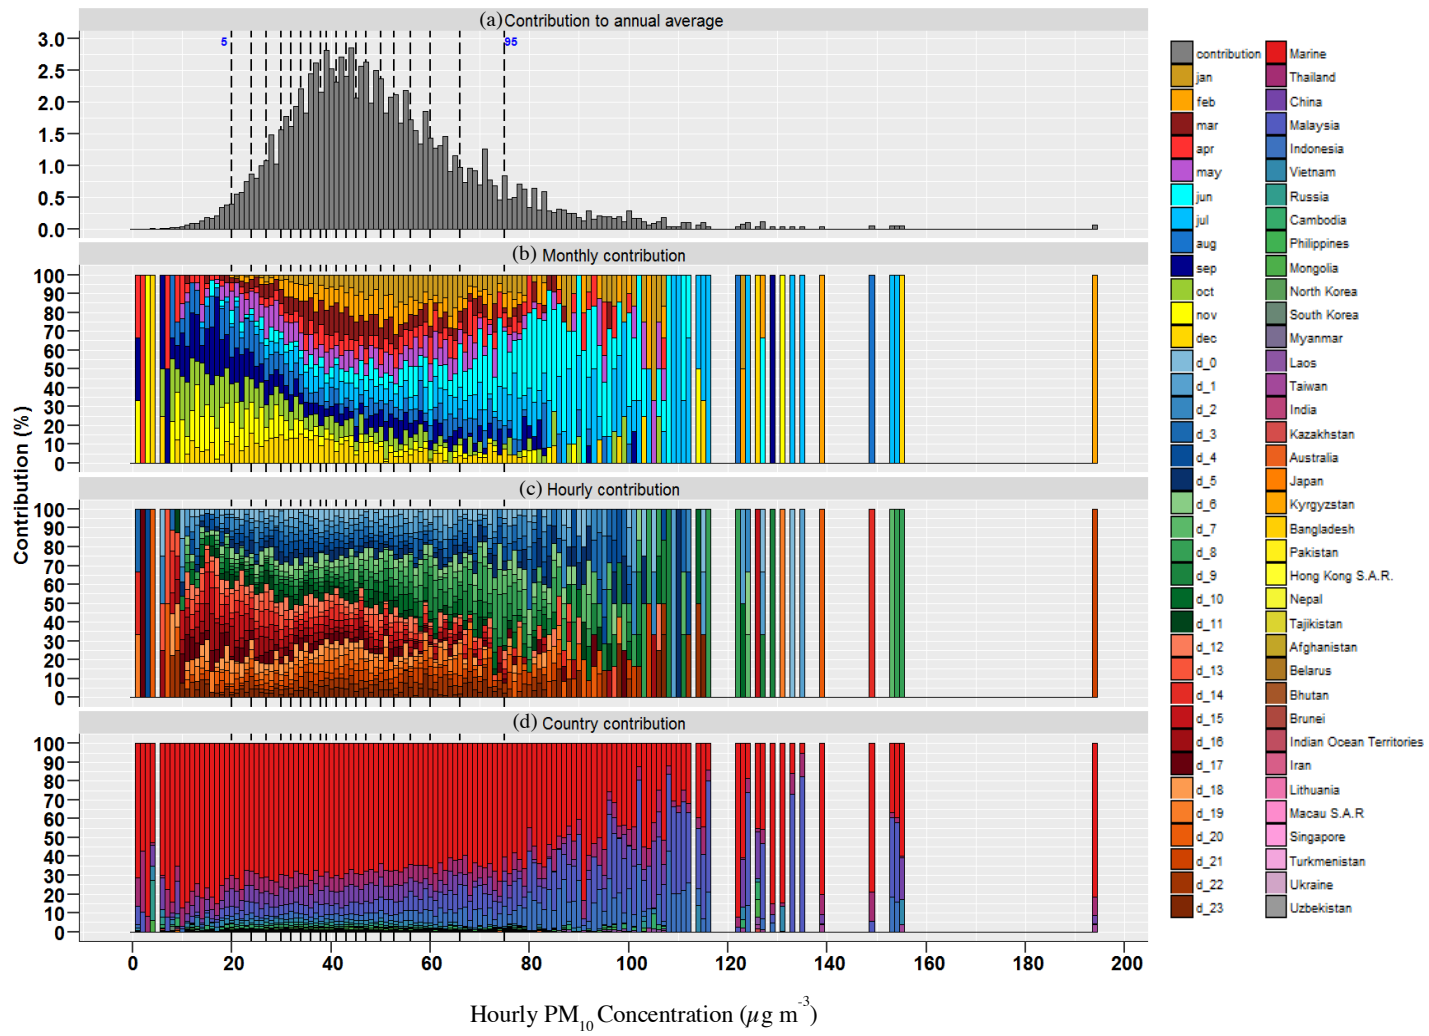 (a) Contribution to annual average
3.0
2.5
2.0
1.5
1.0
0.5
0.0
5
95
(b) Monthly contribution
100
90
80
70
60
50
40
30
20
10
0
Contribution (%)
(c) Hourly contribution
100
90
80
70
60
50
40
30
20
10
0
(d) Country contribution
100
90
80
70
60
50
40
30
20
10
0
0 20 40 60 80 100 120 140 160 180 200
Hourly PM10 Concentration (µg m-3)
contribution
jan
feb
mar
apr
may
jun
jul
aug
sep
oct
nov
dec
d_0
d_1
d_2
d_3
d_4
d_5
d_6
d_7
d_8
d_9
d_10
d_11
d_12
d_13
d_14
d_15
d_16
d_17
d_18
d_19
d_20
d_21
d_22
d_23
Marine
Thailand
China
Malaysia
Indonesia
Vietnam
Russia
Cambodia
Philippines
Mongolia
North Korea
South Korea
Myanmar
Laos
Taiwan
India
Kazakhstan
Australia
Japan
Kyrgyzstan
Bangladesh
Pakistan
Hong Kong S.A.R.
Nepal
Tajikistan
Afghanistan
Belarus
Bhutan
Brunei
Indian Ocean Territories
Iran
Lithuania
Macau S.A.R
Singapore
Turkmenistan
Ukraine
Uzbekistan